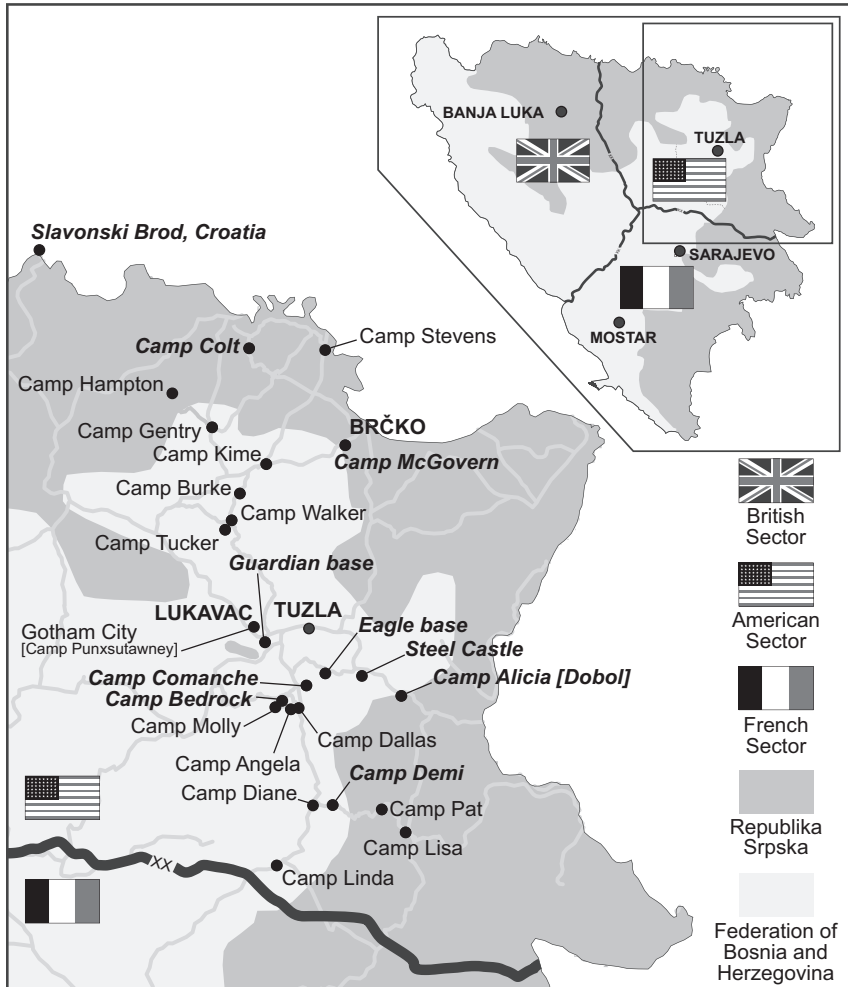 BANJA LUKA
TUZLA
SARAJEVO
MOSTAR
Slavonski Brod, Croatia
Camp Colt
Camp Stevens
Camp Hampton
Camp Gentry
BRČKO
Camp Kime
Camp McGovern
Camp Burke
Camp Walker
Camp Tucker
Guardian base
LUKAVAC
TUZLA
Gotham City
[Camp Punxsutawney]
Eagle base
Steel Castle
Camp Comanche
Camp Alicia [Dobol]
Camp Bedrock
Camp Molly
Camp Dallas
Camp Angela
Camp Demi
Camp Diane
Camp Pat
Camp Lisa
XX
Camp Linda
British
Sector
American
Sector
French
Sector
Republika
Srpska
Federation of
Bosnia and
Herzegovina